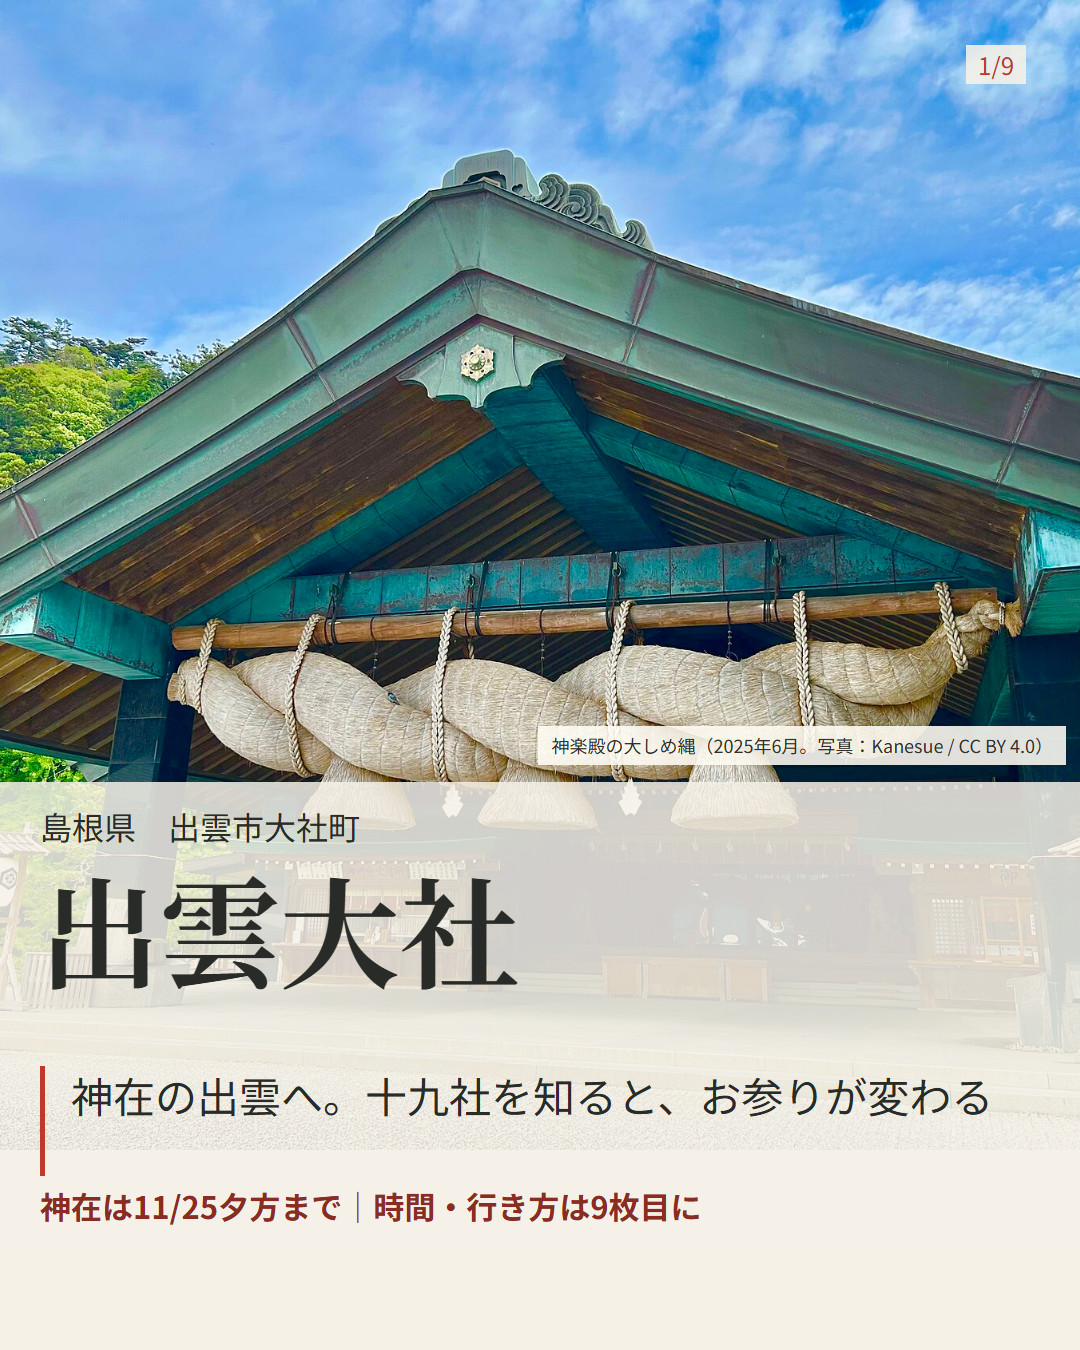 1/9
神楽殿の大しめ縄（2025年6月。写真：Kanesue / CC BY 4.0）
島根県　出雲市大社町
出雲大社
神在の出雲へ。十九社を知ると、お参りが変わる
神在は11/25夕方まで｜時間・行き方は9枚目に